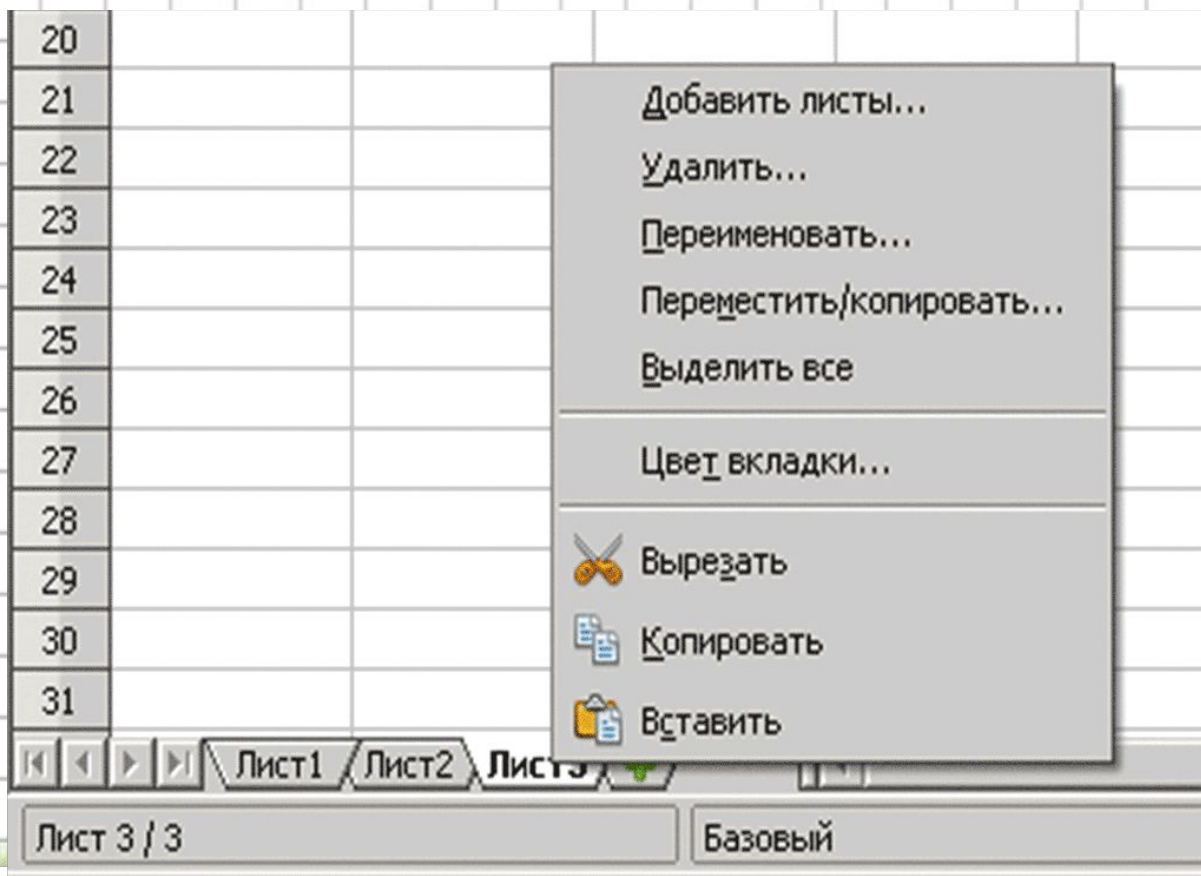 20
21
22
23
24
25
26
27
28
29
30
31
Добавить листы...
Удалить...
Переименовать...
Переместить/копировать...
Выделить все
Цвет вкладки...
Вырезать
Копировать
Вставить
Лист1 Лист2 Лист3
Лист 3 / 3 Базовый